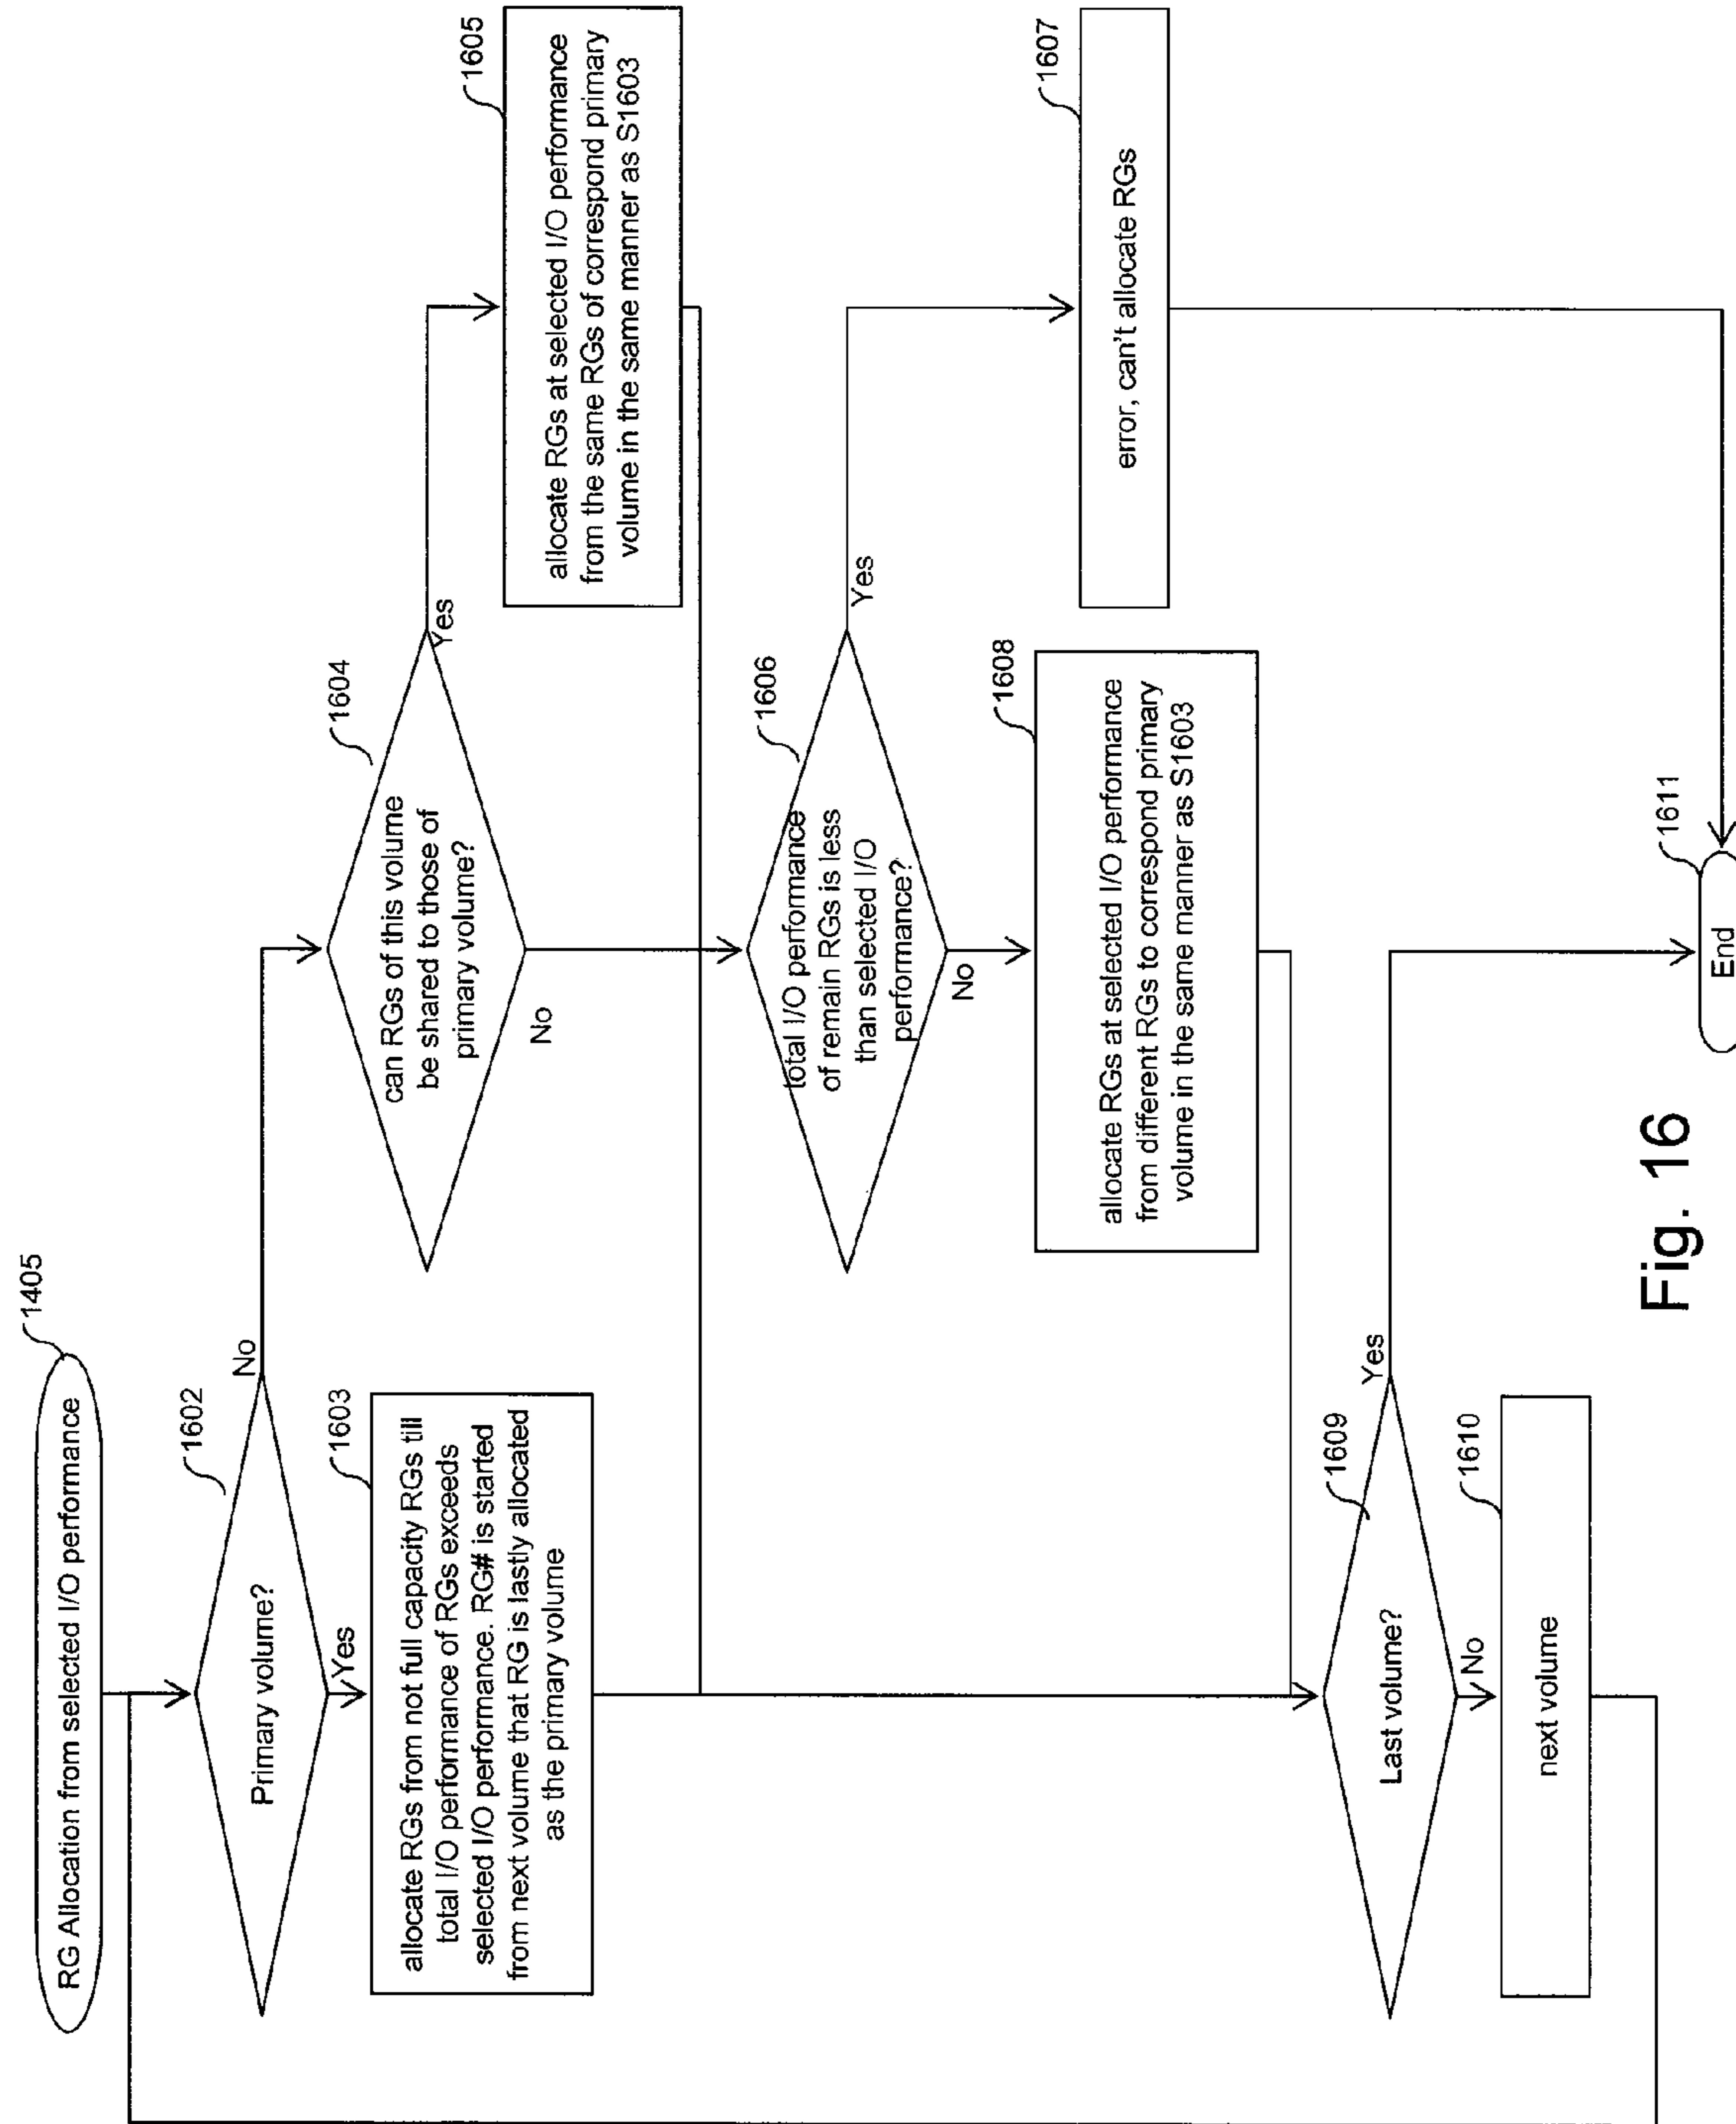 1405
RG Allocation from selected I/O performance
1602
Primary volume?
No
Yes
1603
allocate RGs from not full capacity RGs till
total I/O performance of RGs exceeds
selected I/O performance. RG# is started
from next volume that RG is lastly allocated
as the primary volume
1604
can RGs of this volume
be shared to those of
primary volume?
Yes
No
1605
allocate RGs at selected I/O performance
from the same RGs of correspond primary
volume in the same manner as S1603
1606
total I/O performance
of remain RGs is less
than selected I/O
performance?
Yes
No
1607
error, can't allocate RGs
1608
allocate RGs at selected I/O performance
from different RGs to correspond primary
volume in the same manner as S1603
1609
Last volume?
Yes
No
1610
next volume
1611
End
Fig. 16